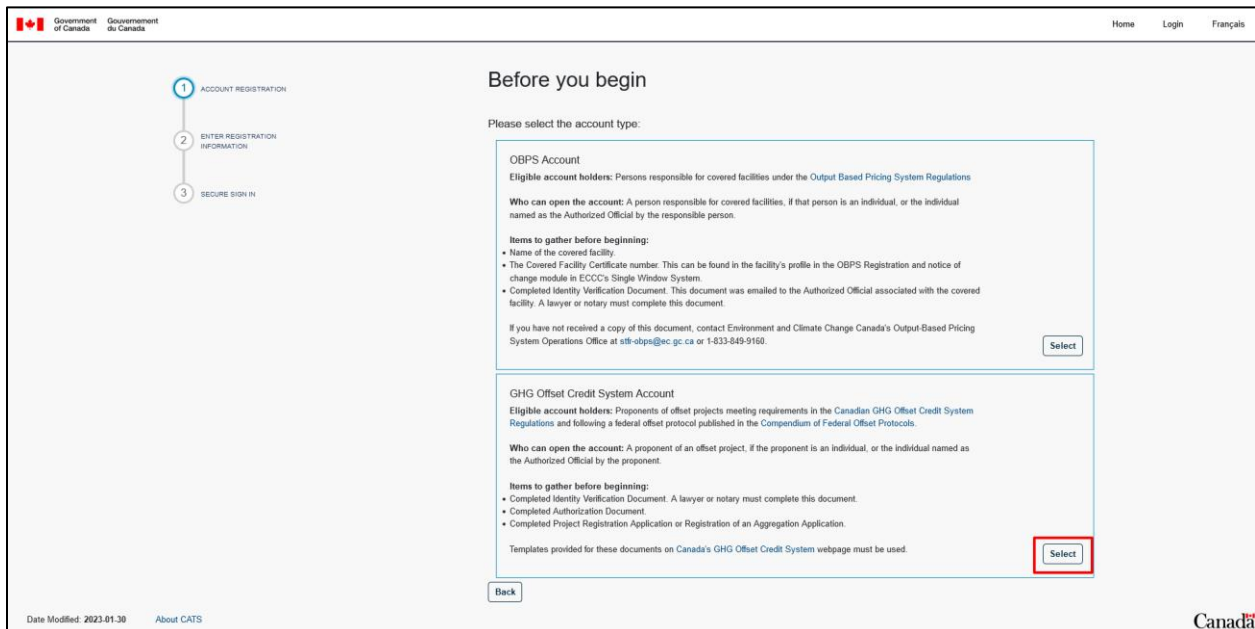 Government of Canada
Gouvernement du Canada
Home Login Français
1 ACCOUNT REGISTRATION
2 ENTER REGISTRATION
INFORMATION
3 SECURE SIGN IN
Before you begin
Please select the account type:
OBPS Account
Eligible account holders: Persons responsible for covered facilities under the Output Based Pricing System Regulations
Who can open the account: A person responsible for covered facilities, if that person is an individual, or the individual
named as the Authorized Official by the responsible person.
Items to gather before beginning:
• Name of the covered facility.
• The Covered Facility Certificate number. This can be found in the facility's profile in the OBPS Registration and notice of
change module in ECCC's Single Window System.
• Completed Identity Verification Document. This document was emailed to the Authorized Official associated with the covered
facility. A lawyer or notary must complete this document.
If you have not received a copy of this document, contact Environment and Climate Change Canada's Output-Based Pricing
System Operations Office at stfr-obps@ec.gc.ca or 1-833-849-9160.
Select
GHG Offset Credit System Account
Eligible account holders: Proponents of offset projects meeting requirements in the Canadian GHG Offset Credit System
Regulations and following a federal offset protocol published in the Compendium of Federal Offset Protocols.
Who can open the account: A proponent of an offset project, if the proponent is an individual, or the individual named as
the Authorized Official by the proponent.
Items to gather before beginning:
• Completed Identity Verification Document. A lawyer or notary must complete this document.
• Completed Authorization Document.
• Completed Project Registration Application or Registration of an Aggregation Application.
Templates provided for these documents on Canada's GHG Offset Credit System webpage must be used.
Select
Back
Date Modified: 2023-01-30 About CATS
Canada